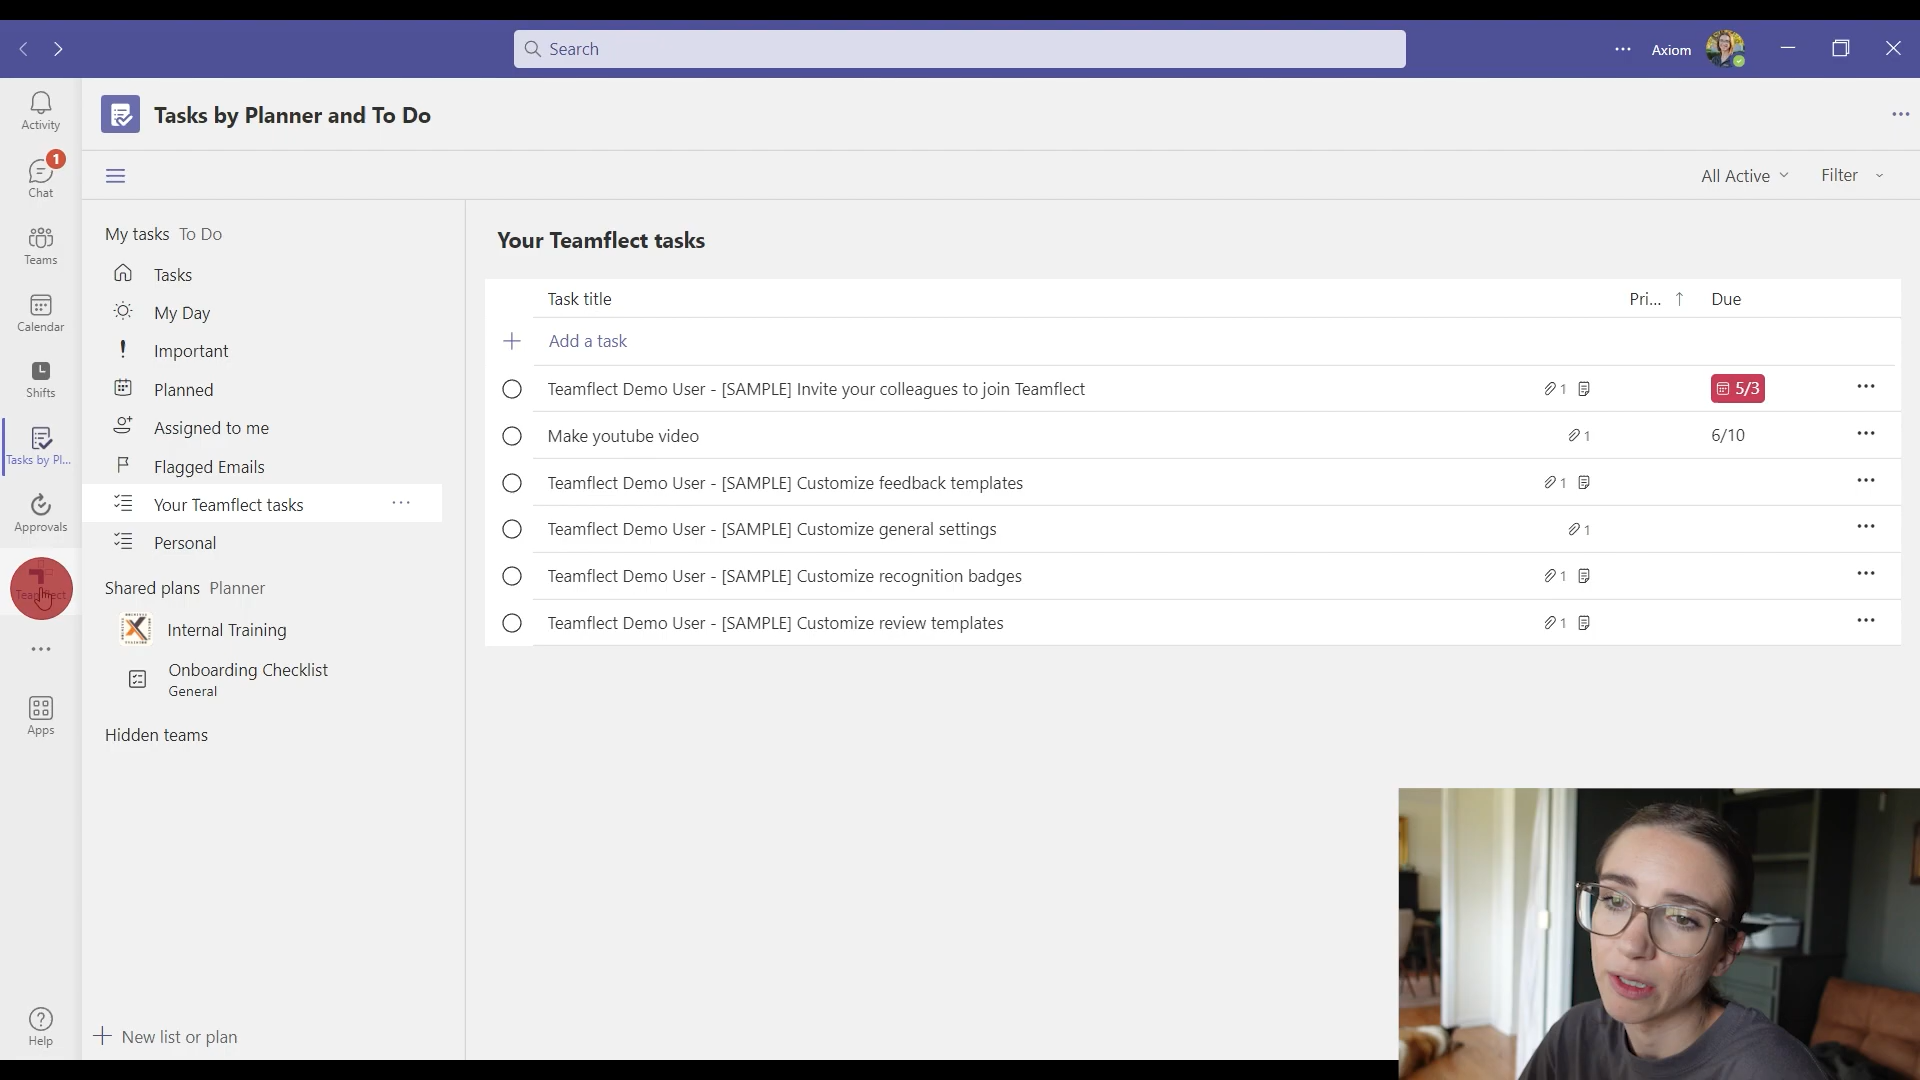 Search
Axiom
Activity
1
Chat
Teams
Calendar
Shifts
Tasks by Pl...
Approvals
Teamflect
Apps
Help
Tasks by Planner and To Do
All Active
Filter
My tasks To Do
Tasks
My Day
Important
Planned
Assigned to me
Flagged Emails
Your Teamflect tasks
Personal
Shared plans Planner
Internal Training
Onboarding Checklist
General
Hidden teams
New list or plan
Your Teamflect tasks
Task title Pri... Due
Add a task
Teamflect Demo User - [SAMPLE] Invite your colleagues to join Teamflect 1 5/3
Make youtube video 1 6/10
Teamflect Demo User - [SAMPLE] Customize feedback templates 1
Teamflect Demo User - [SAMPLE] Customize general settings 1
Teamflect Demo User - [SAMPLE] Customize recognition badges 1
Teamflect Demo User - [SAMPLE] Customize review templates 1